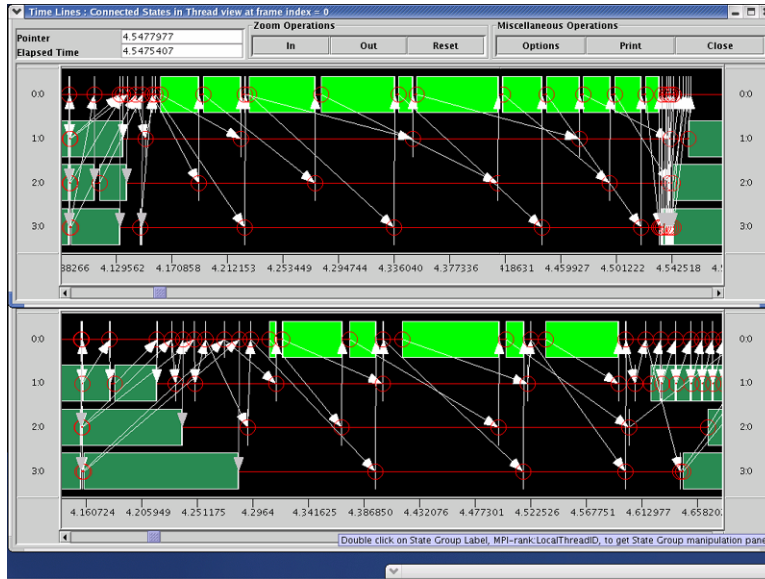 Time Lines : Connected States in Thread view at frame index = 0
Zoom Operations
Miscellaneous Operations
Pointer 4.5477977
Elapsed Time 4.5475407
In Out Reset Options Print Close
0:0 0:0
1:0 1:0
2:0 2:0
3:0 3:0
38266 4.129562 4.170858 4.212153 4.253449 4.294744 4.336040 4.377336 418631 4.459927 4.501222 4.542518
0:0 0:0
1:0 1:0
2:0 2:0
3:0 3:0
4.160724 4.205949 4.251175 4.2964 4.341625 4.386850 4.432076 4.477301 4.522526 4.567751 4.612977 4.658202
Double click on State Group Label, MPI-rank:LocalThreadID, to get State Group manipulation pane